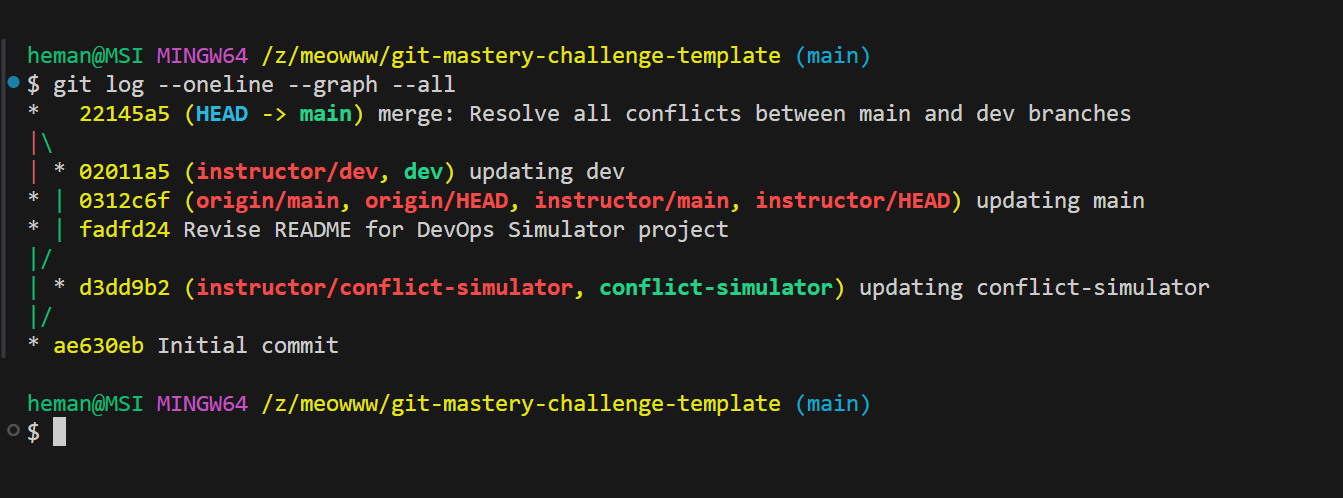 heman@MSI MINGW64 /z/meowww/git-mastery-challenge-template (main)
$ git log --oneline --graph --all
*   22145a5 (HEAD -> main) merge: Resolve all conflicts between main and dev branches
|\
| * 02011a5 (instructor/dev, dev) updating dev
* | 0312c6f (origin/main, origin/HEAD, instructor/main, instructor/HEAD) updating main
* | fadfd24 Revise README for DevOps Simulator project
|/
| * d3dd9b2 (instructor/conflict-simulator, conflict-simulator) updating conflict-simulator
|/
* ae630eb Initial commit
heman@MSI MINGW64 /z/meowww/git-mastery-challenge-template (main)
$